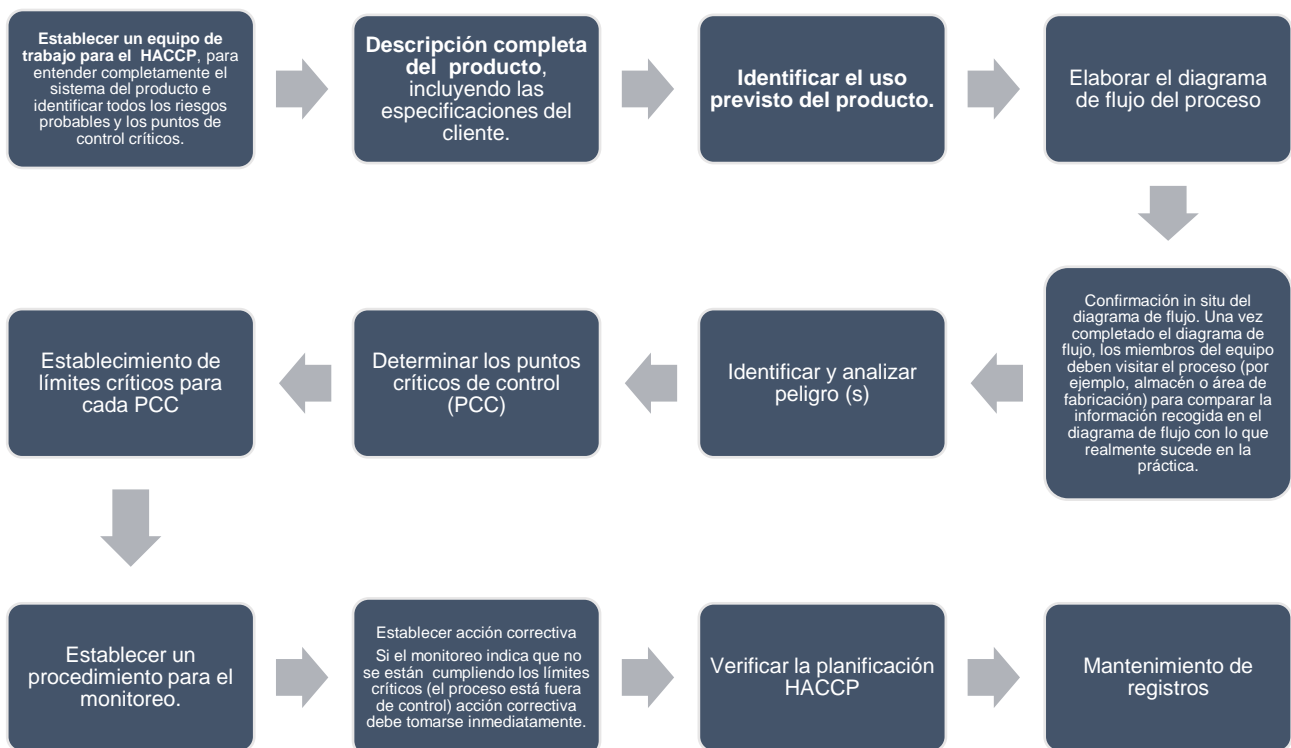 Establecer un equipo de
trabajo para el HACCP, para
entender completamente el
sistema del producto e
identificar todos los riesgos
probables y los puntos de
control críticos.
Descripción completa
del producto,
incluyendo las
especificaciones del
cliente.
Identificar el uso
previsto del producto.
Elaborar el diagrama
de flujo del proceso
Confirmación in situ del
diagrama de flujo. Una vez
completado el diagrama de
flujo, los miembros del equipo
deben visitar el proceso (por
ejemplo, almacén o área de
fabricación) para comparar la
información recogida en el
diagrama de flujo con lo que
realmente sucede en la
práctica.
Identificar y analizar
peligro (s)
Determinar los puntos
críticos de control
(PCC)
Establecimiento de
límites críticos para
cada PCC
Establecer un
procedimiento para el
monitoreo.
Establecer acción correctiva
Si el monitoreo indica que no
se están cumpliendo los límites
críticos (el proceso está fuera
de control) acción correctiva
debe tomarse inmediatamente.
Verificar la planificación
HACCP
Mantenimiento de
registros